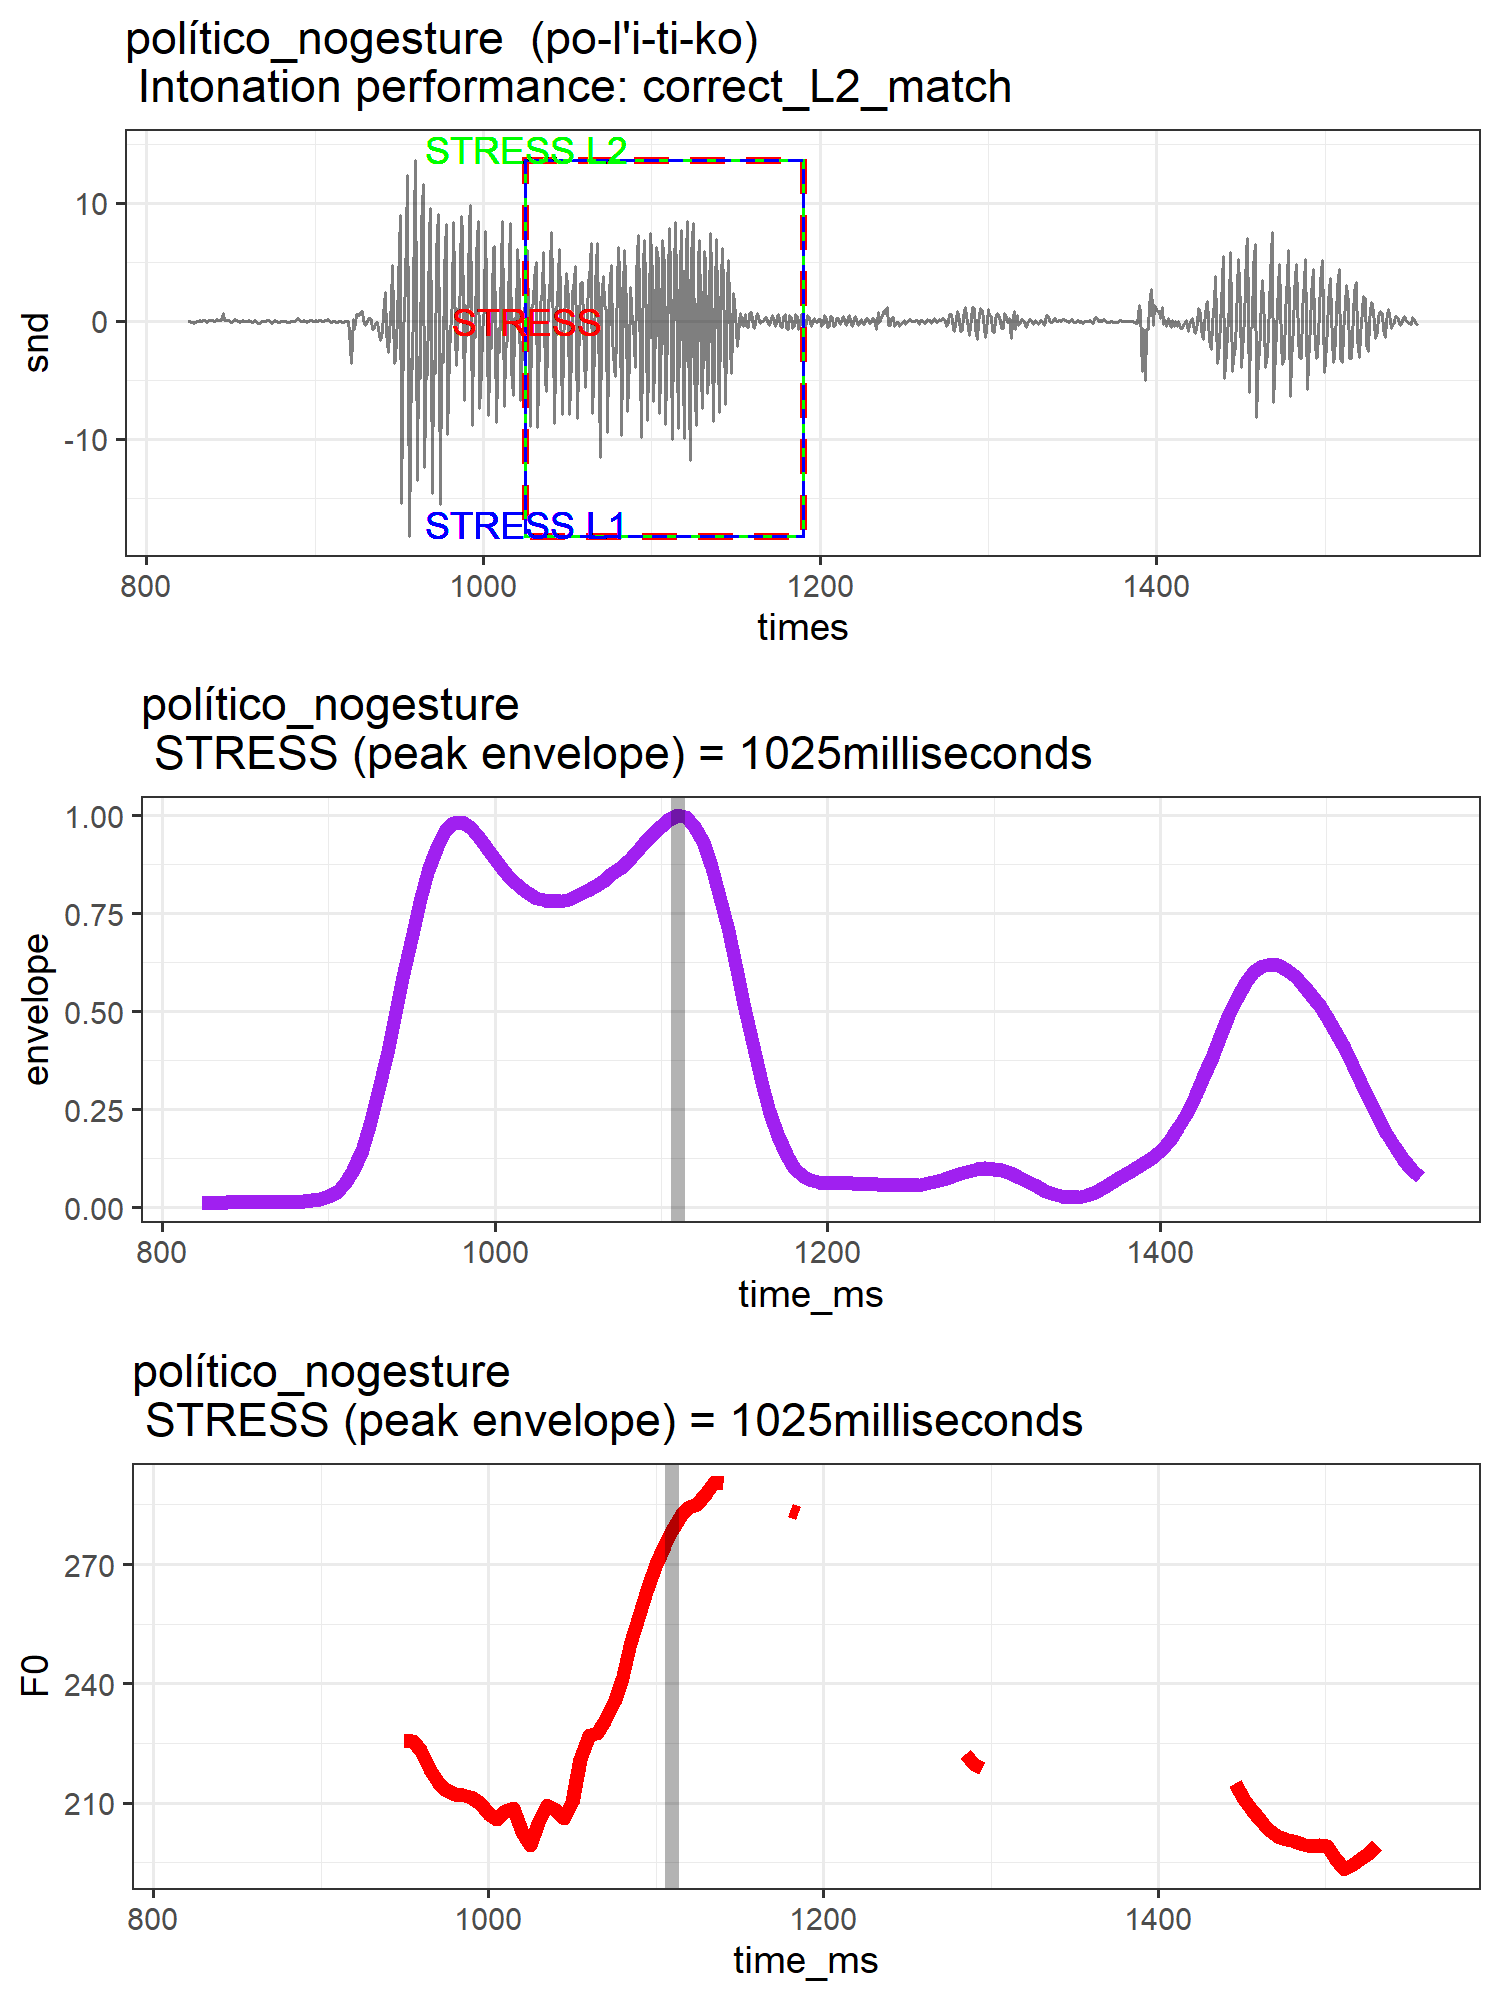 político_nogesture  (po-l'i-ti-ko)
Intonation performance: correct_L2_match
STRESS L2
STRESS
STRESS L1
snd
10
0
-10
800
1000
1200
1400
times
político_nogesture
STRESS (peak envelope) = 1025milliseconds
envelope
1.00
0.75
0.50
0.25
0.00
800
1000
1200
1400
time_ms
político_nogesture
STRESS (peak envelope) = 1025milliseconds
F0
270
240
210
800
1000
1200
1400
time_ms